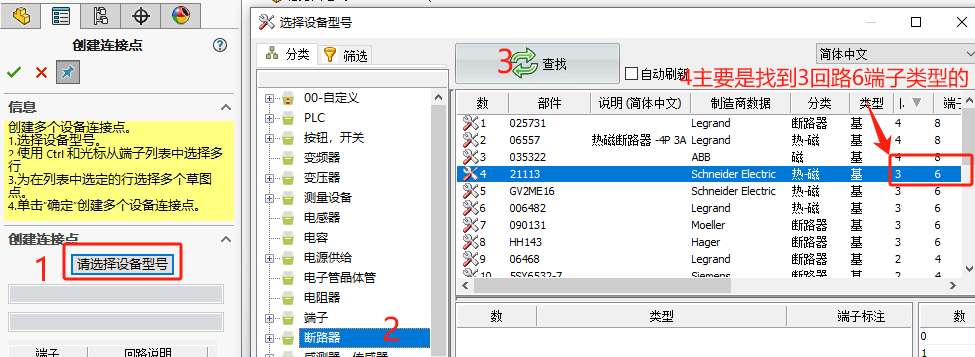 创建连接点
信息
创建多个设备连接点。
1.选择设备型号。
2.使用 Ctrl 和光标从端子列表中选择多行
3.为在列表中选定的行选择多个草图点。
4.单击“确定”创建多个设备连接点。
创建连接点
1
请选择设备型号
端子 回路说明
选择设备型号
分类 筛选
00-自定义
PLC
按钮，开关
变频器
变压器
测量设备
电感器
电容
电源供给
电子管晶体管
电阻器
端子
断路器
2
感测器，传感器
3 查找
自动刷新
简体中文
4主要是找到3回路6端子类型的
数 部件 说明 (简体中文) 制造商数据 分类 类型 端子
1 025731 Legrand 断路器 基 4 8
2 06557 热磁断路器 -4P 3A Legrand 热-磁 基 4 8
3 035322 ABB 磁 基 4 8
4 21113 Schneider Electric 热-磁 基 3 6
5 GV2ME16 Schneider Electric 热-磁 基 3 6
6 006482 Legrand 热-磁 基 3 6
7 090131 Moeller 断路器 基 3 6
8 HH143 Hager 断路器 基 3 6
9 06468 Legrand 断路器 基 2 4
10 5SX6532-7 Siemens 断路器 基 2 4
数 类型 端子标注
数
0
1